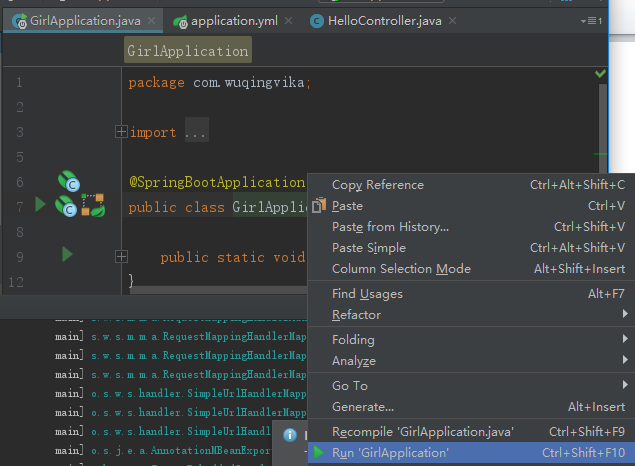 GirlApplication.java × application.yml × HelloController.java × 1
GirlApplication
1 package com.wuqingvika;
2
3 import ...
5
6 @SpringBootApplication
7 public class GirlApplic
8
9 public static void
12 }
Copy Reference Ctrl+Alt+Shift+C
Paste Ctrl+V
Paste from History... Ctrl+Shift+V
Paste Simple Ctrl+Alt+Shift+V
Column Selection Mode Alt+Shift+Insert
Find Usages Alt+F7
Refactor
Folding
Analyze
Go To
Generate... Alt+Insert
Recompile 'GirlApplication.java' Ctrl+Shift+F9
Run 'GirlApplication' Ctrl+Shift+F10
main] s.w.s.m.m.a.RequestMappingHandlerMap
main] s.w.s.m.m.a.RequestMappingHandlerMap
main] s.w.s.m.m.a.RequestMappingHandlerMap
main] o.s.w.s.handler.SimpleUrlHandlerMapp
main] o.s.w.s.handler.SimpleUrlHandlerMapp
main] o.s.w.s.handler.SimpleUrlHandl
main] o.s.j.e.a.AnnotationMBeanExpor